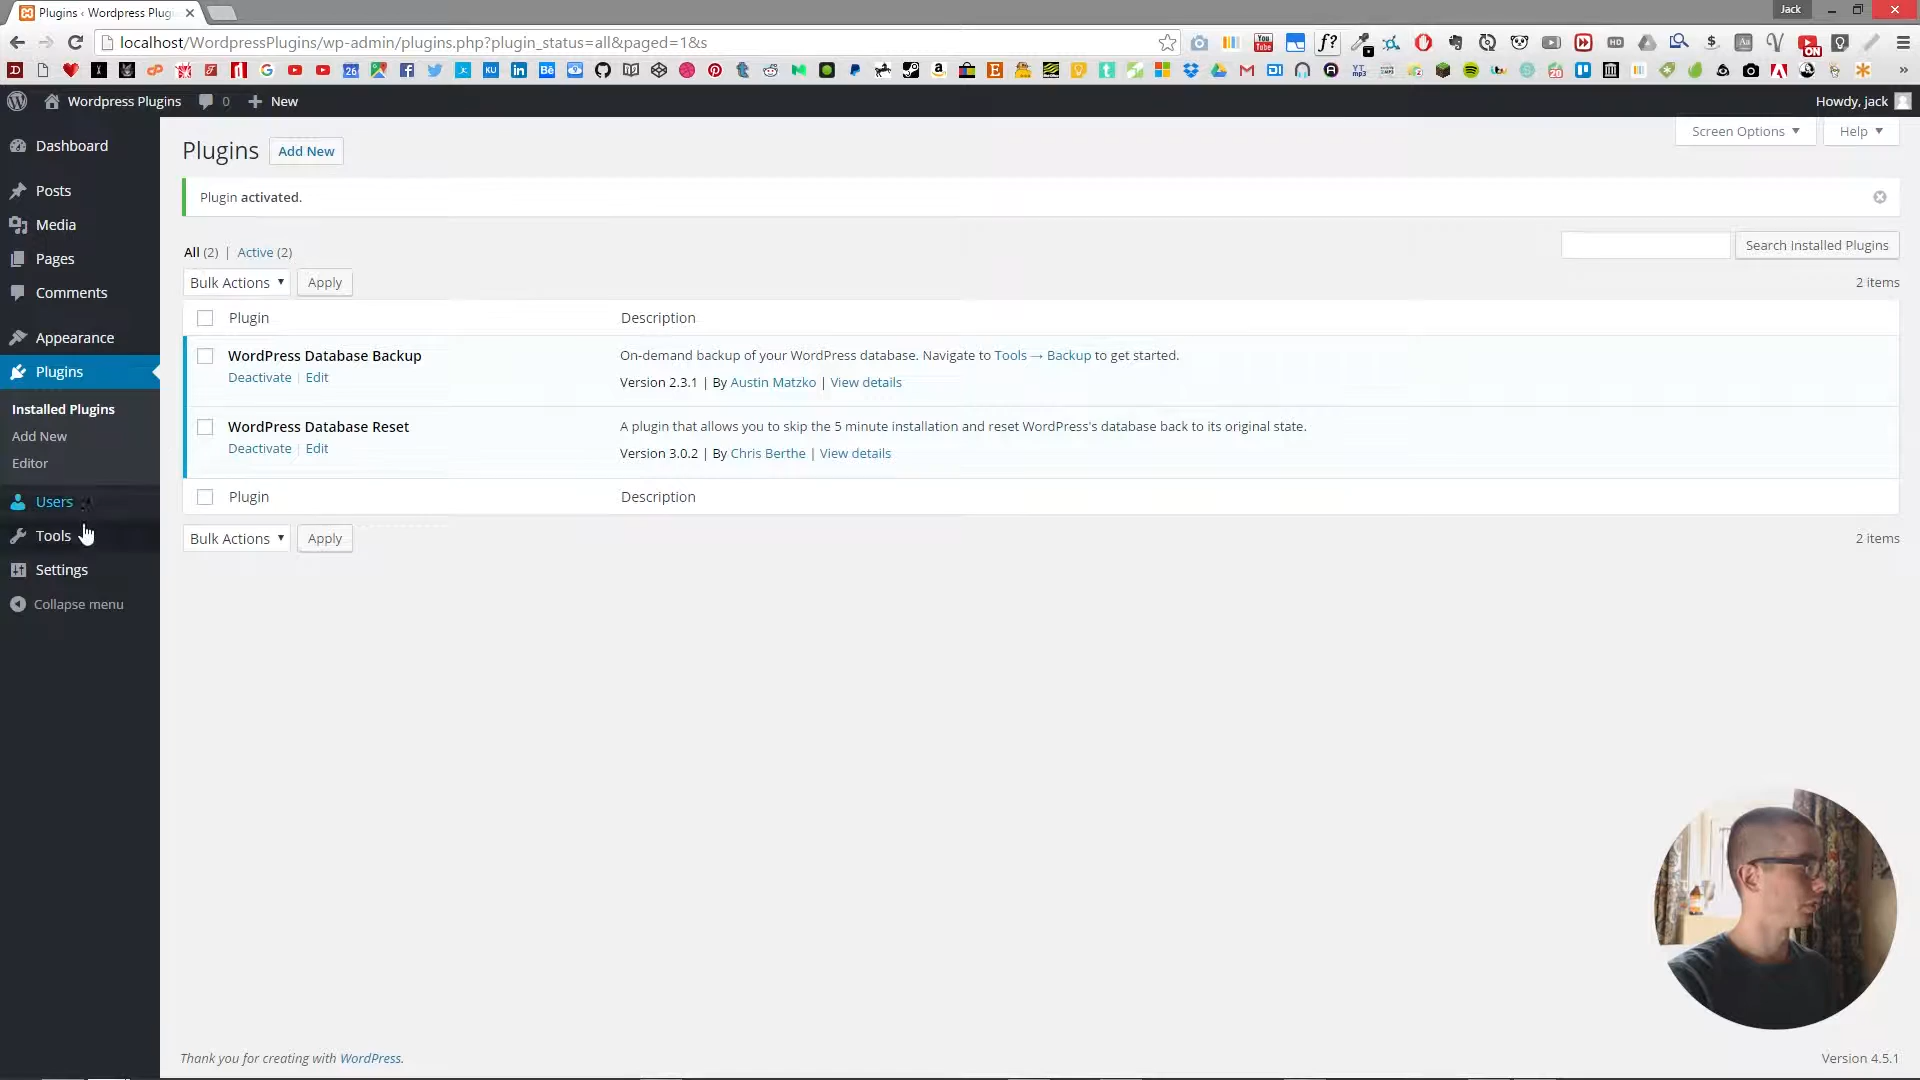 Plugins ‹ Wordpress Plug
Jack
localhost/WordpressPlugins/wp-admin/plugins.php?plugin_status=all&paged=1&s
Wordpress Plugins 0 New
Howdy, jack
Dashboard
Posts
Media
Pages
Comments
Appearance
Plugins
Installed Plugins
Add New
Editor
Users
Tools
Settings
Collapse menu
Screen Options Help
Plugins Add New
Plugin activated.
All (2) | Active (2)
Search Installed Plugins
Bulk Actions Apply
2 items
Plugin Description
WordPress Database Backup
Deactivate | Edit
On-demand backup of your WordPress database. Navigate to Tools → Backup to get started.
Version 2.3.1 | By Austin Matzko | View details
WordPress Database Reset
Deactivate | Edit
A plugin that allows you to skip the 5 minute installation and reset WordPress's database back to its original state.
Version 3.0.2 | By Chris Berthe | View details
Plugin Description
Bulk Actions Apply
2 items
Thank you for creating with WordPress.
Version 4.5.1